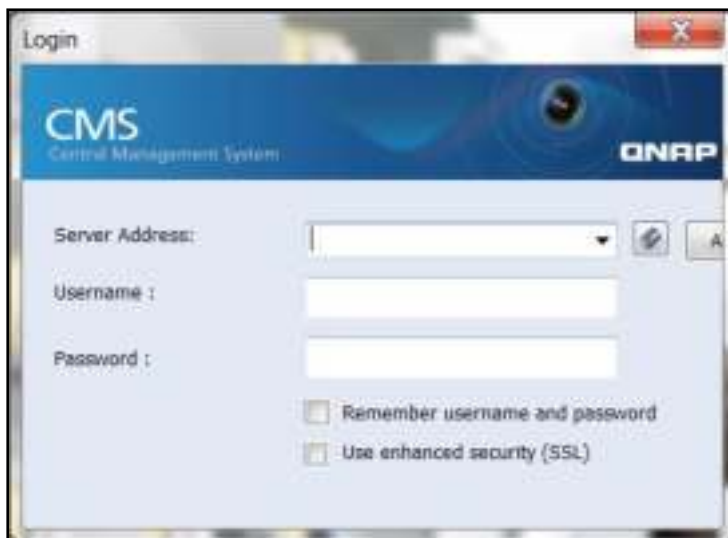 Login
CMS
Central Management System
QNAP
Server Address:
A
Username :
Password :
Remember username and password
Use enhanced security (SSL)